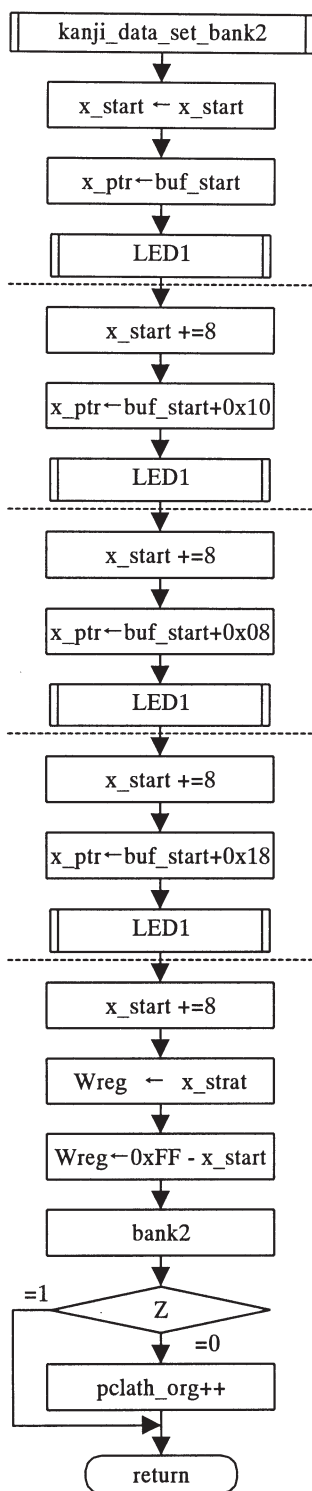 kanji_data_set_bank2
x_start ← x_start
x_ptr←buf_start
LED1
x_start +=8
x_ptr←buf_start+0x10
LED1
x_start +=8
x_ptr←buf_start+0x08
LED1
x_start +=8
x_ptr←buf_start+0x18
LED1
x_start +=8
Wreg ← x_strat
Wreg←0xFF - x_start
bank2
=1
Z
=0
pclath_org++
return